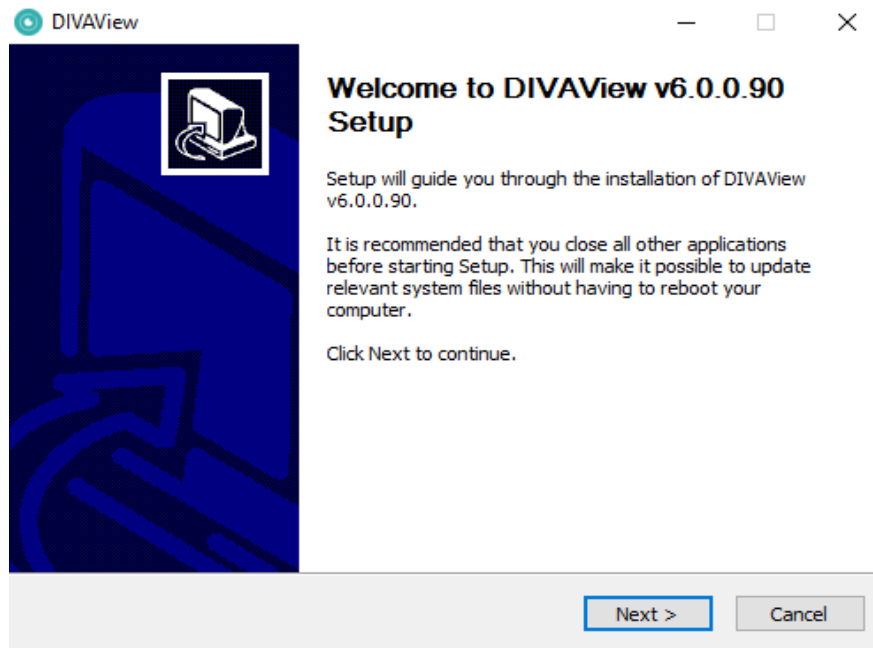 DIVAView
Welcome to DIVAView v6.0.0.90
Setup
Setup will guide you through the installation of DIVAView
v6.0.0.90.
It is recommended that you close all other applications
before starting Setup. This will make it possible to update
relevant system files without having to reboot your
computer.
Click Next to continue.
Next >
Cancel